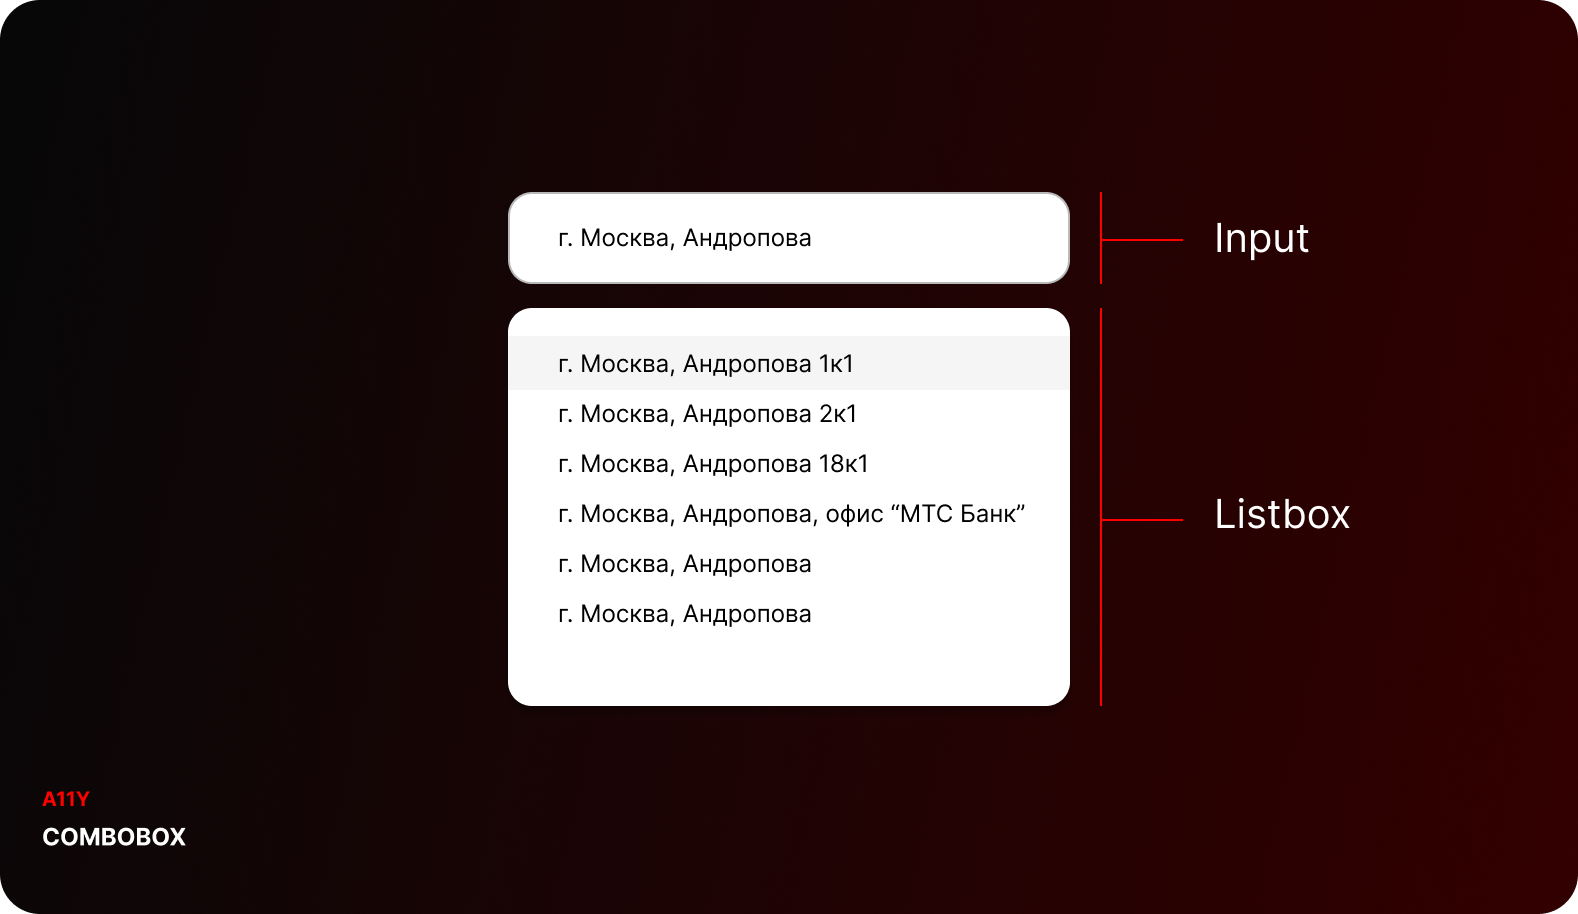 г. Москва, Андропова
Input
г. Москва, Андропова 1к1
г. Москва, Андропова 2к1
г. Москва, Андропова 18к1
г. Москва, Андропова, офис “МТС Банк”
г. Москва, Андропова
г. Москва, Андропова
Listbox
A11Y
COMBOBOX